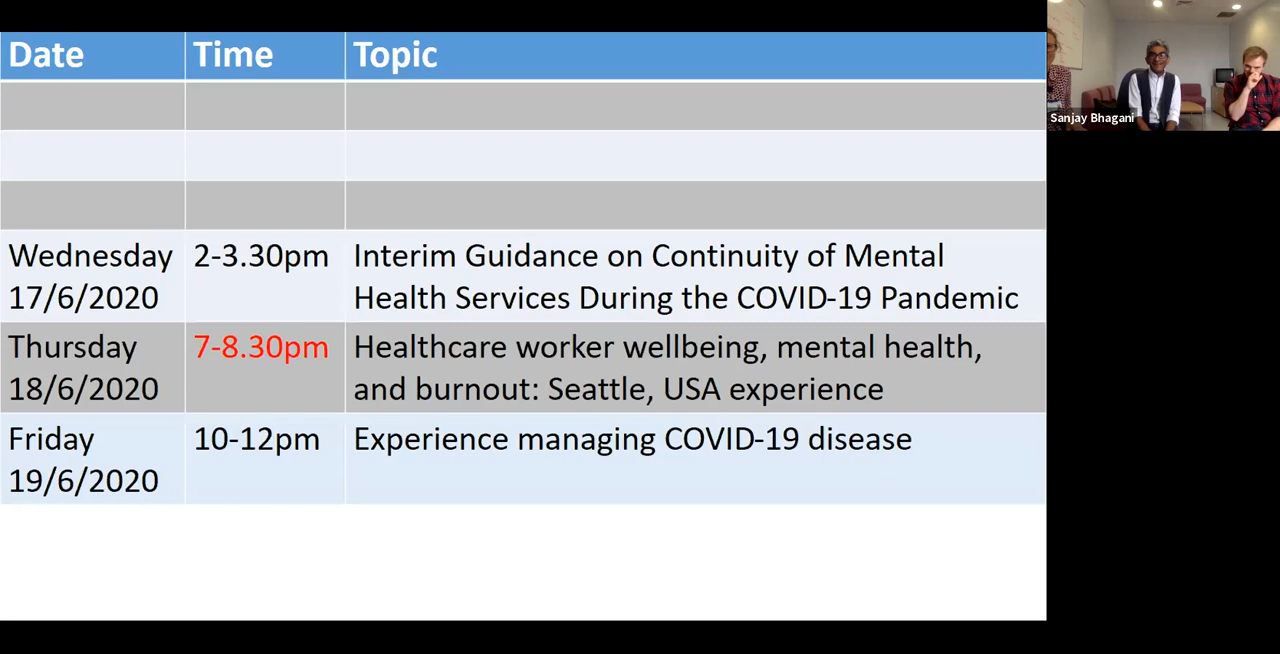 Date Time Topic
Wednesday 2-3.30pm Interim Guidance on Continuity of Mental
17/6/2020 Health Services During the COVID-19 Pandemic
Thursday 7-8.30pm Healthcare worker wellbeing, mental health,
18/6/2020 and burnout: Seattle, USA experience
Friday 10-12pm Experience managing COVID-19 disease
19/6/2020
Sanjay Bhagani